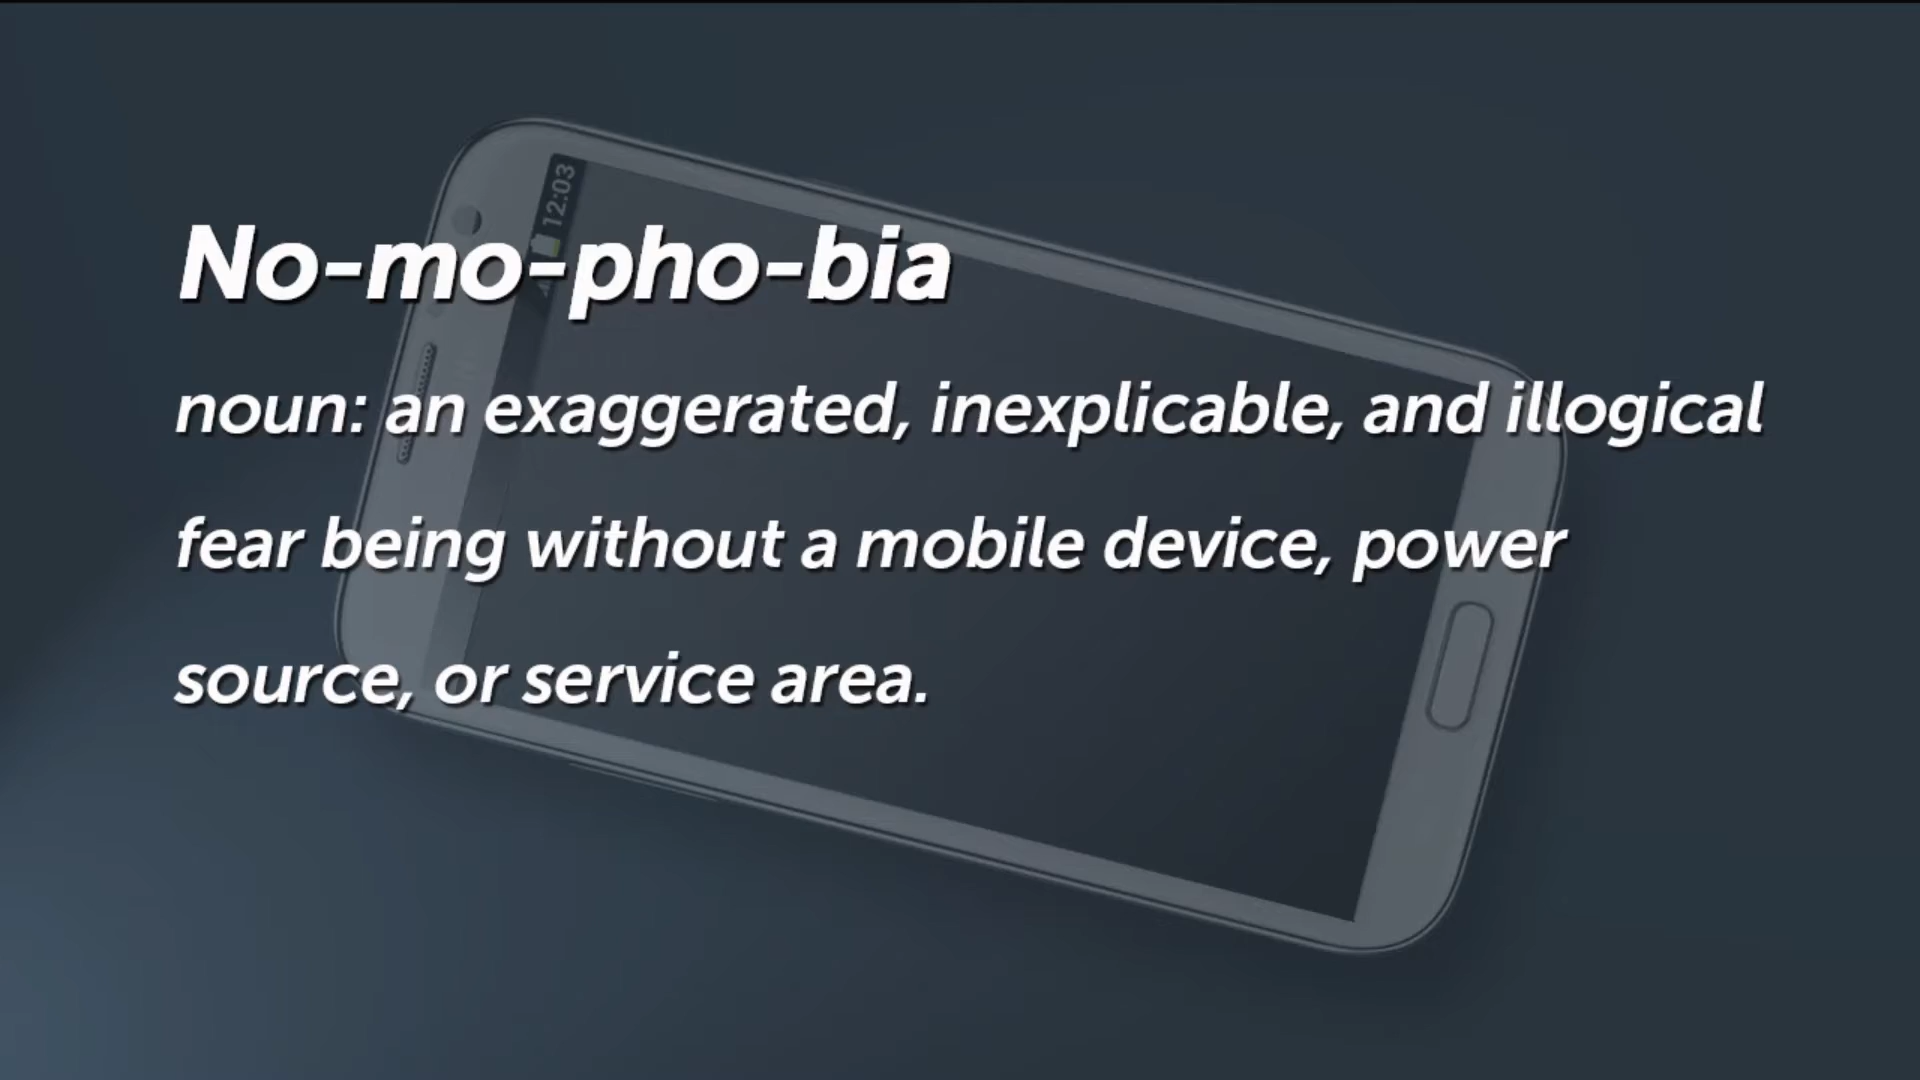 12:03
No-mo-pho-bia
noun: an exaggerated, inexplicable, and illogical
fear being without a mobile device, power
source, or service area.